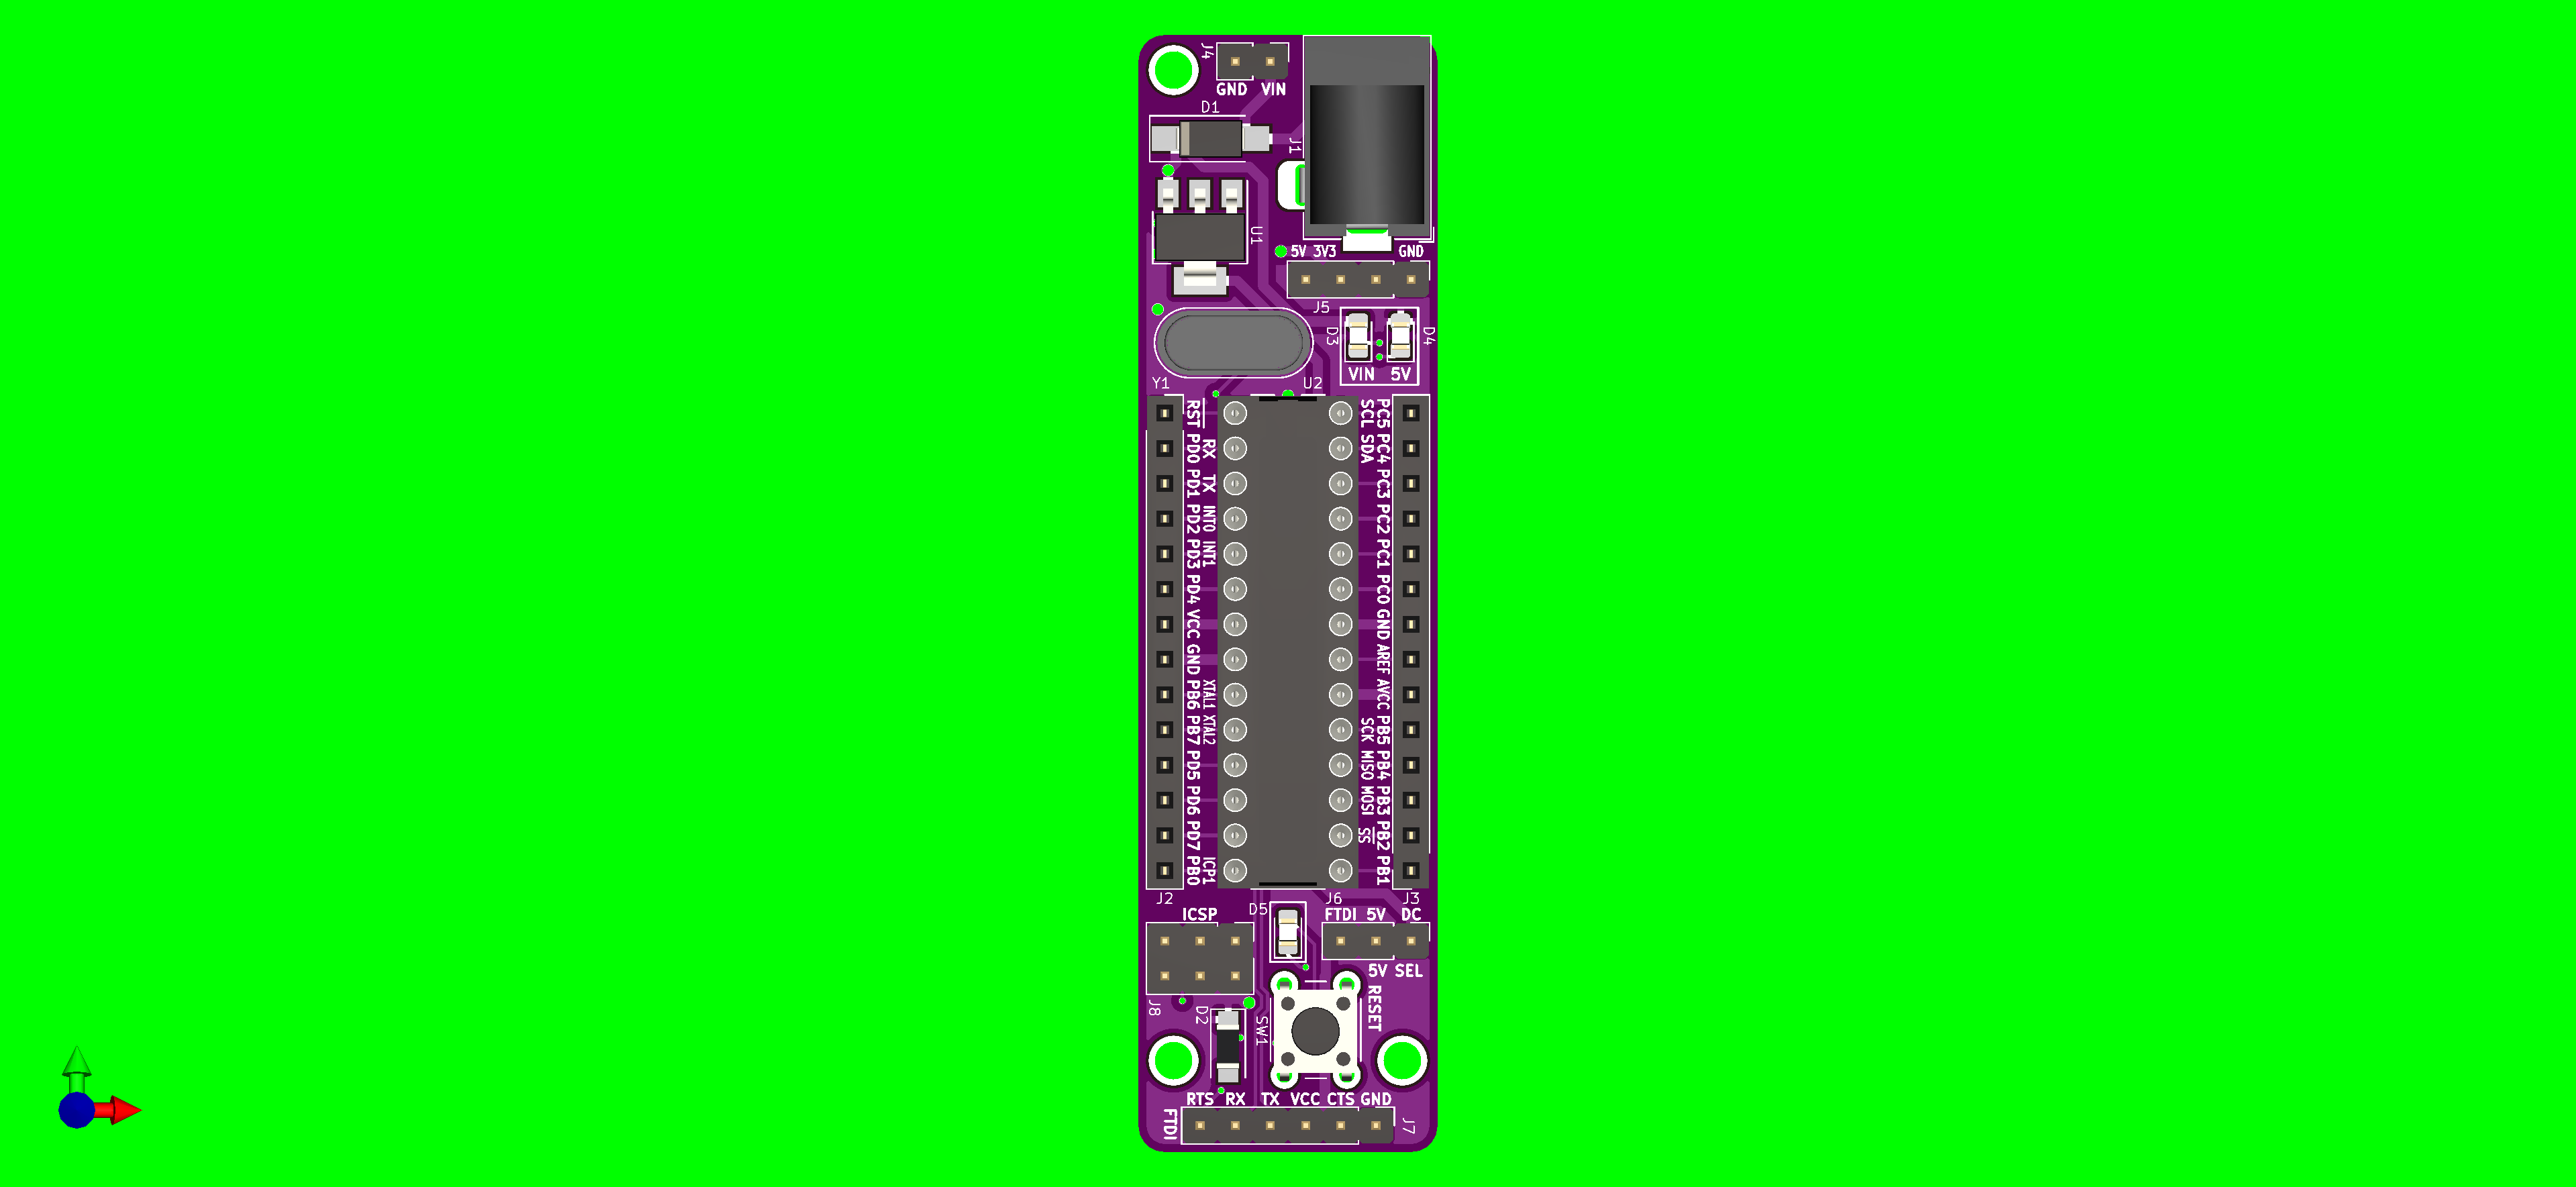 J4
GND VIN
D1
J1
U1
5V 3V3 GND
J5
D3 D4
VIN 5V
Y1 U2
RST SCL PC5
PD0 RX SDA PC4
PD1 TX PC3
PD2 INT0 PC2
PD3 INT1 PC1
PD4 PC0
VCC GND
GND AREF
PB6 XTAL1 AVCC
PB7 XTAL2 SCK PB5
PD5 MISO PB4
PD6 MOSI PB3
PD7 SS PB2
PB0 ICP1 PB1
J2 J6 J3
ICSP D5 FTDI 5V DC
5V SEL
J8 D2 SW1 RESET
RTS RX TX VCC CTS GND
FTDI J7